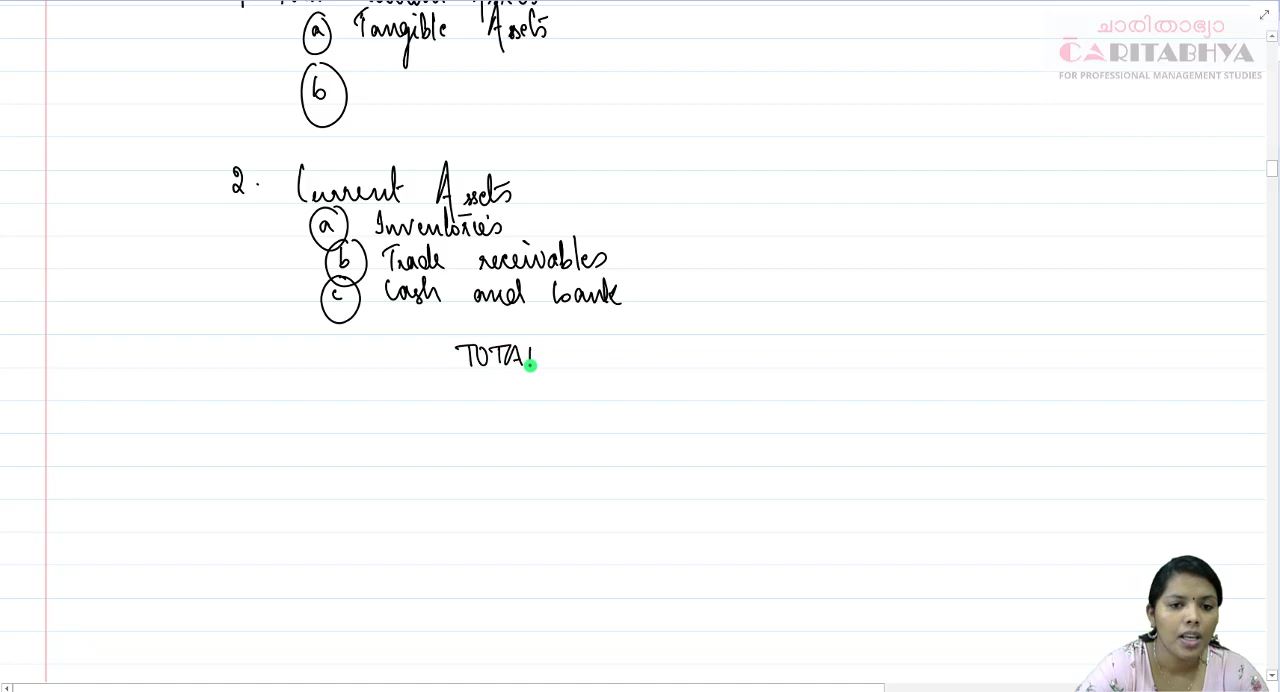 ⓐ Tangible Assets
ⓑ
2. Current Assets
ⓐ Inventories
ⓑ Trade receivables
ⓒ Cash and bank
TOTAL
ചാരിതാഭ്യാ
CARITABHYA
FOR PROFESSIONAL MANAGEMENT STUDIES